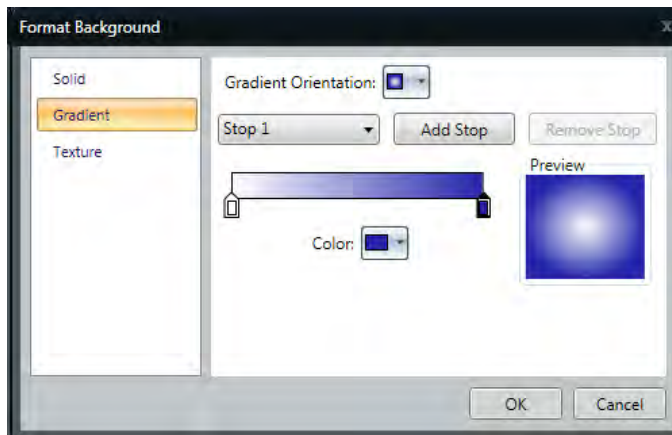 Format Background
x
Solid
Gradient
Texture
Gradient Orientation:
Stop 1
Add Stop
Remove Stop
Preview
Color:
OK
Cancel